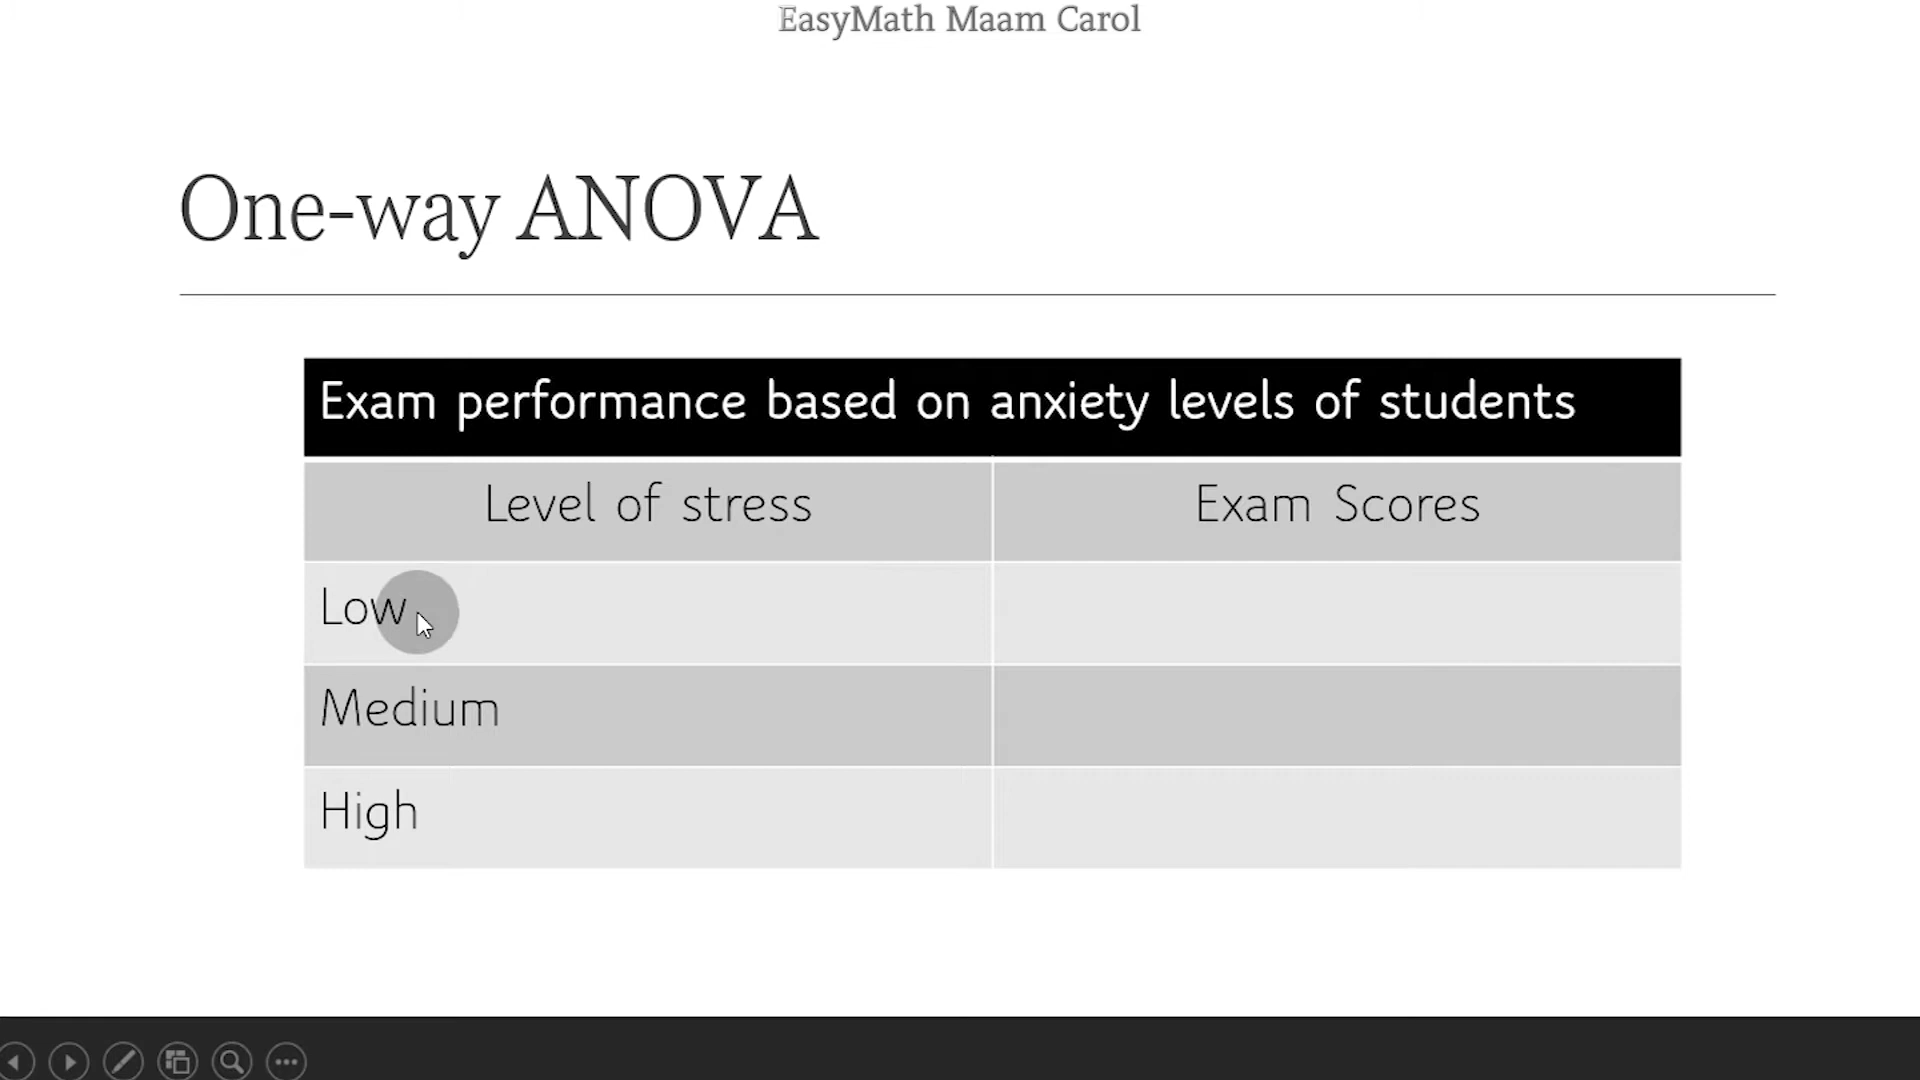 EasyMath Maam Carol
One-way ANOVA
Exam performance based on anxiety levels of students
Level of stress
Exam Scores
Low
Medium
High